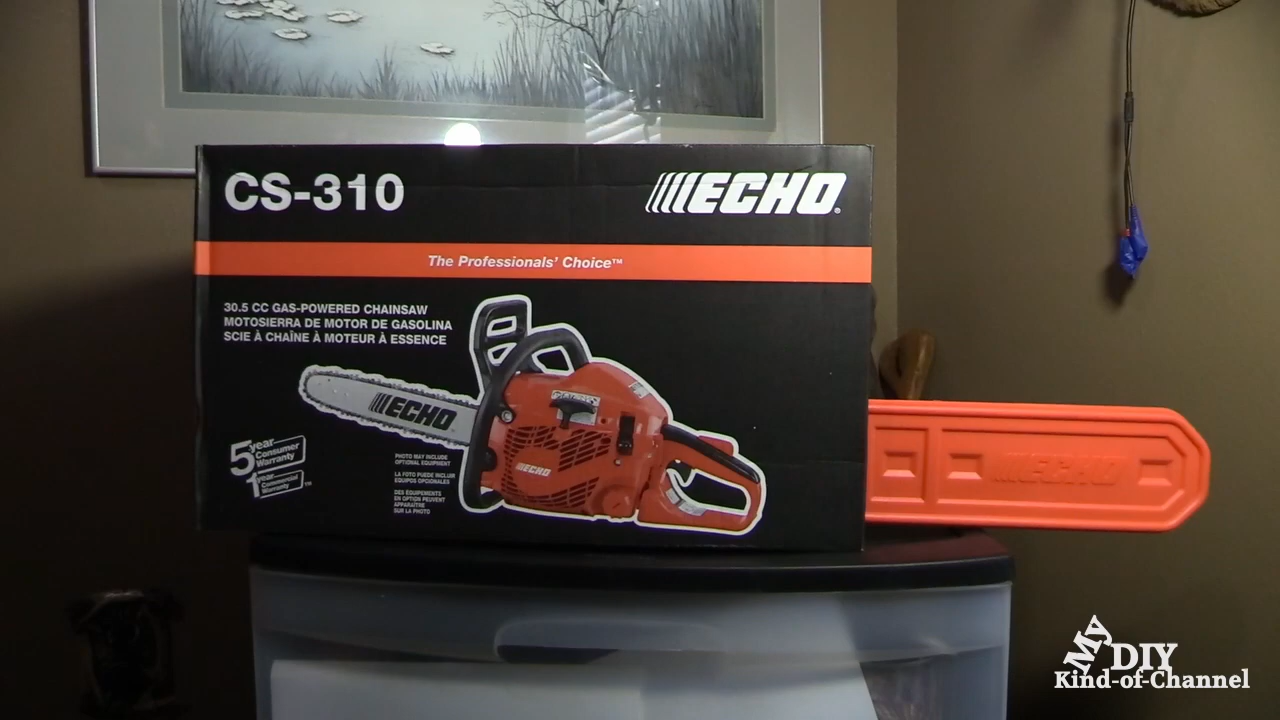 CS-310
ECHO®
The Professionals' Choice™
30.5 CC GAS-POWERED CHAINSAW
MOTOSIERRA DE MOTOR DE GASOLINA
SCIE À CHAÎNE À MOTEUR À ESSENCE
ECHO
ECHO
5 year Consumer Warranty
1 year Commercial Warranty™
PHOTO MAY INCLUDE
OPTIONAL EQUIPMENT
LA FOTO PUEDE INCLUIR
EQUIPOS OPCIONALES
DES ÉQUIPEMENTS
EN OPTION PEUVENT
APPARAÎTRE
SUR LA PHOTO
ECHO
MY DIY
Kind-of-Channel